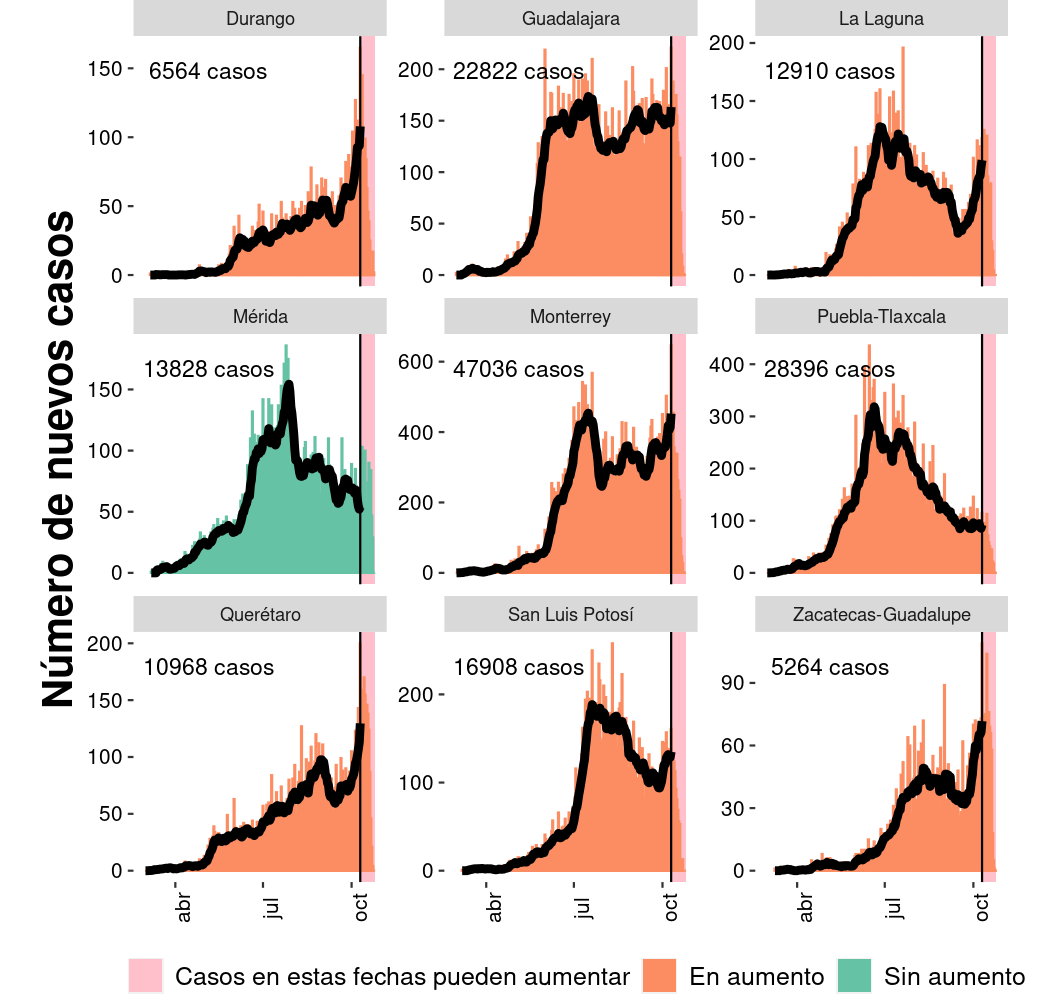 Número de nuevos casos
Durango
6564 casos
150
100
50
0
Guadalajara
22822 casos
200
150
100
50
0
La Laguna
12910 casos
200
150
100
50
0
Mérida
13828 casos
150
100
50
0
Monterrey
47036 casos
600
400
200
0
Puebla-Tlaxcala
28396 casos
400
300
200
100
0
Querétaro
10968 casos
200
150
100
50
0
San Luis Potosí
16908 casos
200
100
0
Zacatecas-Guadalupe
5264 casos
90
60
30
0
abr jul oct
abr jul oct
abr jul oct
Casos en estas fechas pueden aumentar En aumento Sin aumento